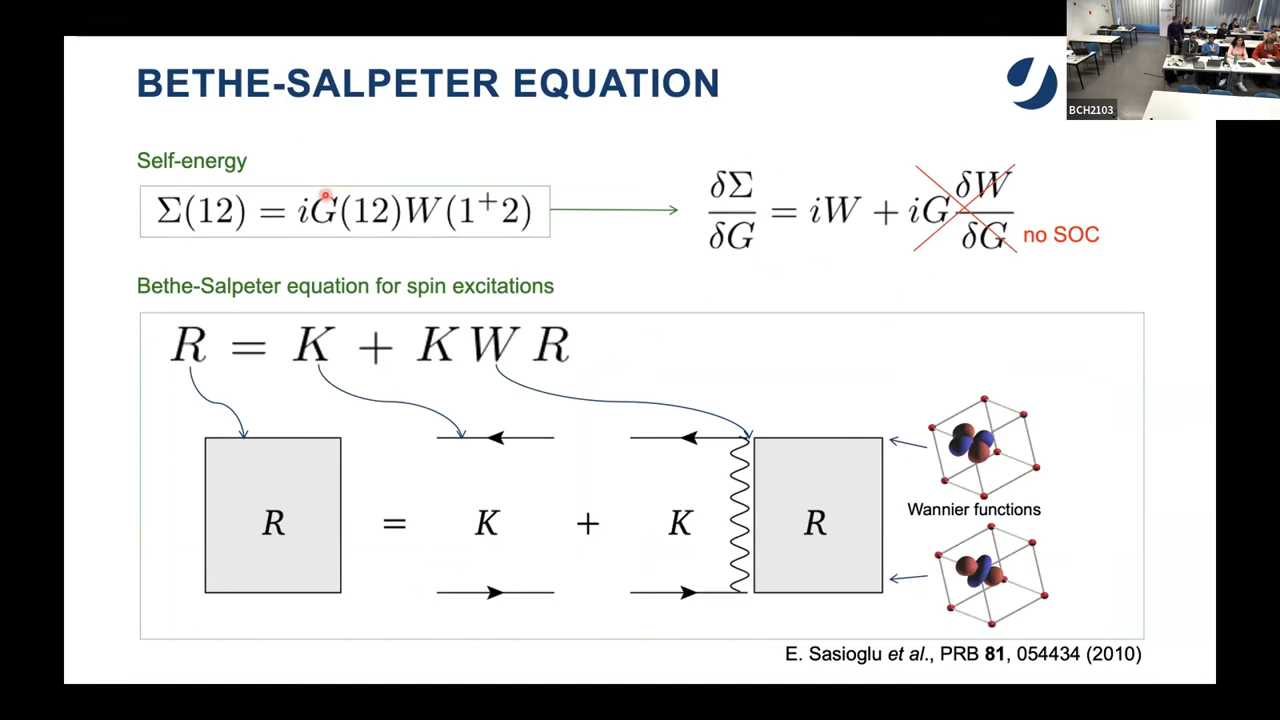 BETHE-SALPETER EQUATION
BCH2103
Self-energy
Σ(12) = iG(12)W(1⁺2)
δΣ/δG = iW + iG δW/δG
no SOC
Bethe-Salpeter equation for spin excitations
R = K + K W R
R = K + K R
Wannier functions
E. Sasioglu et al., PRB 81, 054434 (2010)